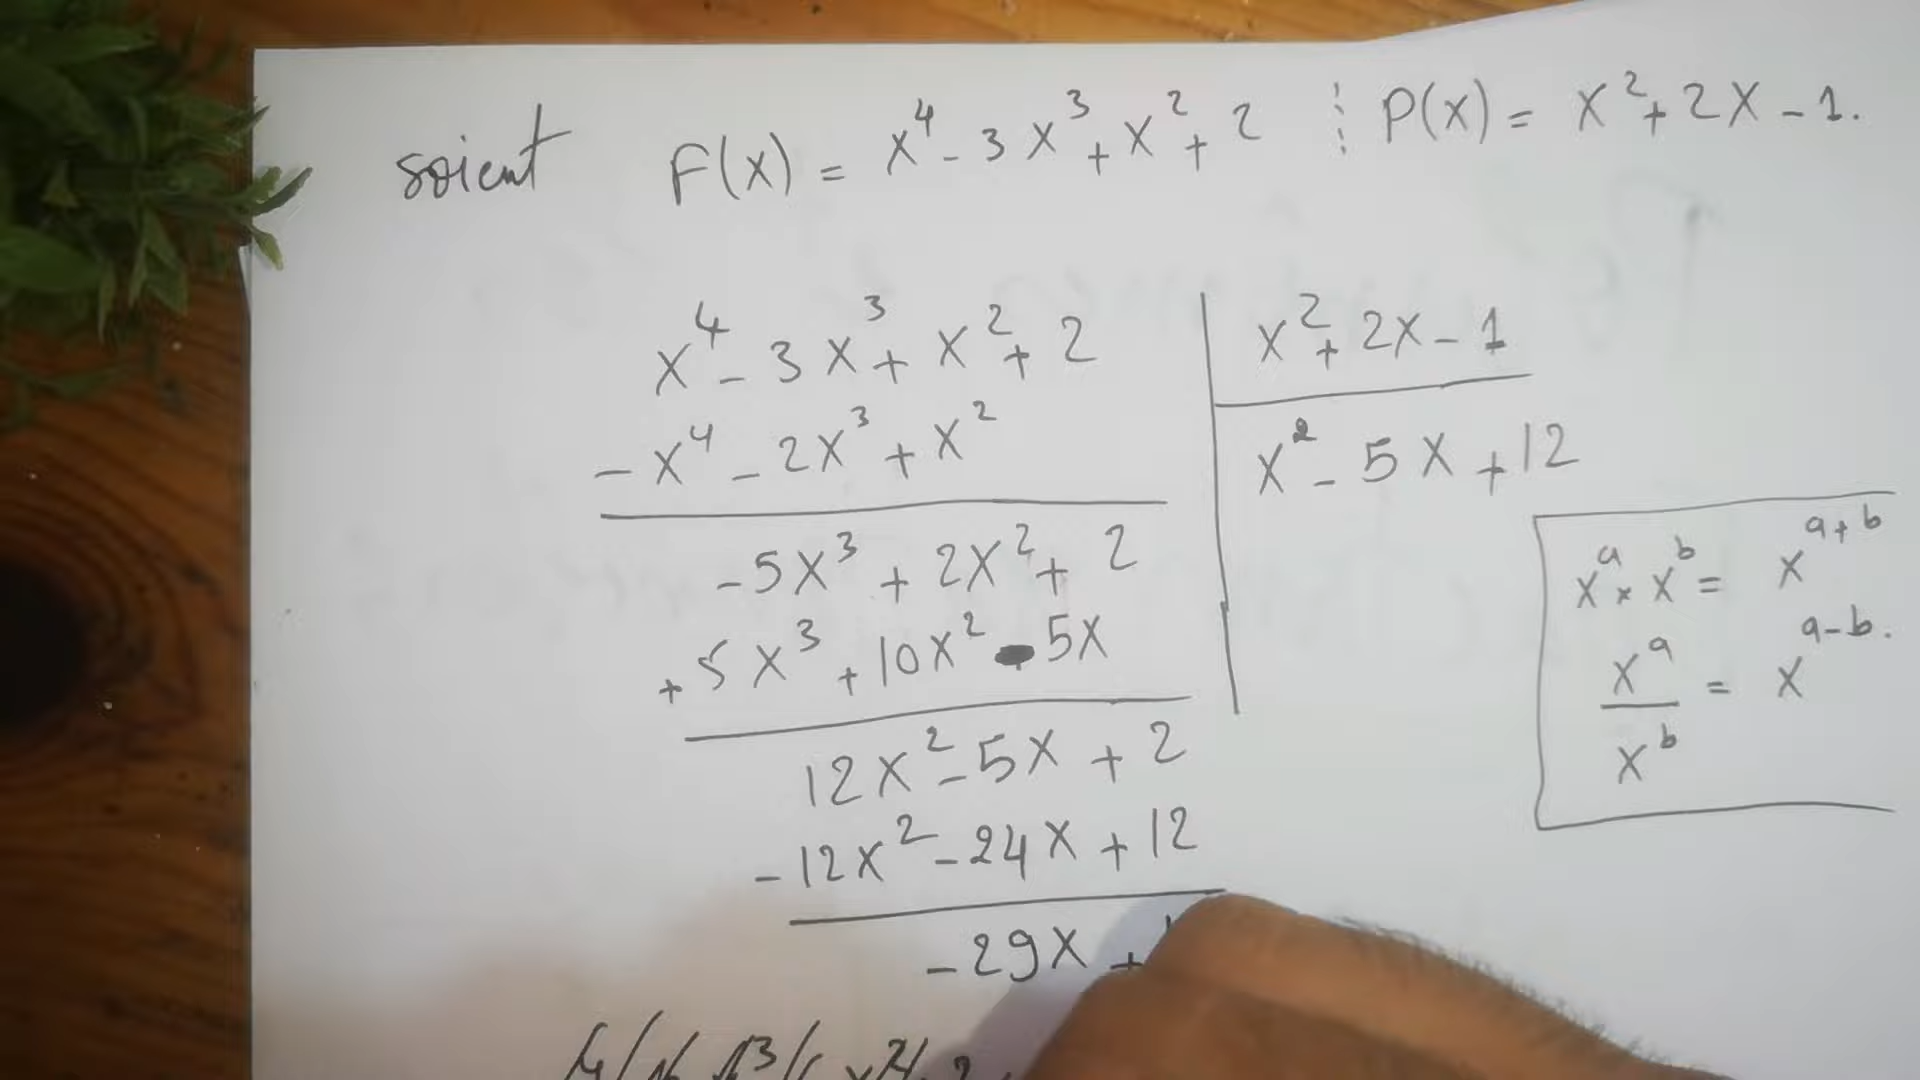 soient F(x) = x⁴ - 3x³ + x² + 2 ⋮ P(x) = x² + 2x - 1.
x⁴ - 3x³ + x² + 2 | x² + 2x - 1
- x⁴ - 2x³ + x² | x² - 5x + 12
-5x³ + 2x² + 2
+ 5x³ + 10x² - 5x
12x² - 5x + 2
- 12x² - 24x + 12
- 29x +
xᵃ × xᵇ = xᵃ⁺ᵇ
xᵃ/xᵇ = xᵃ⁻ᵇ.